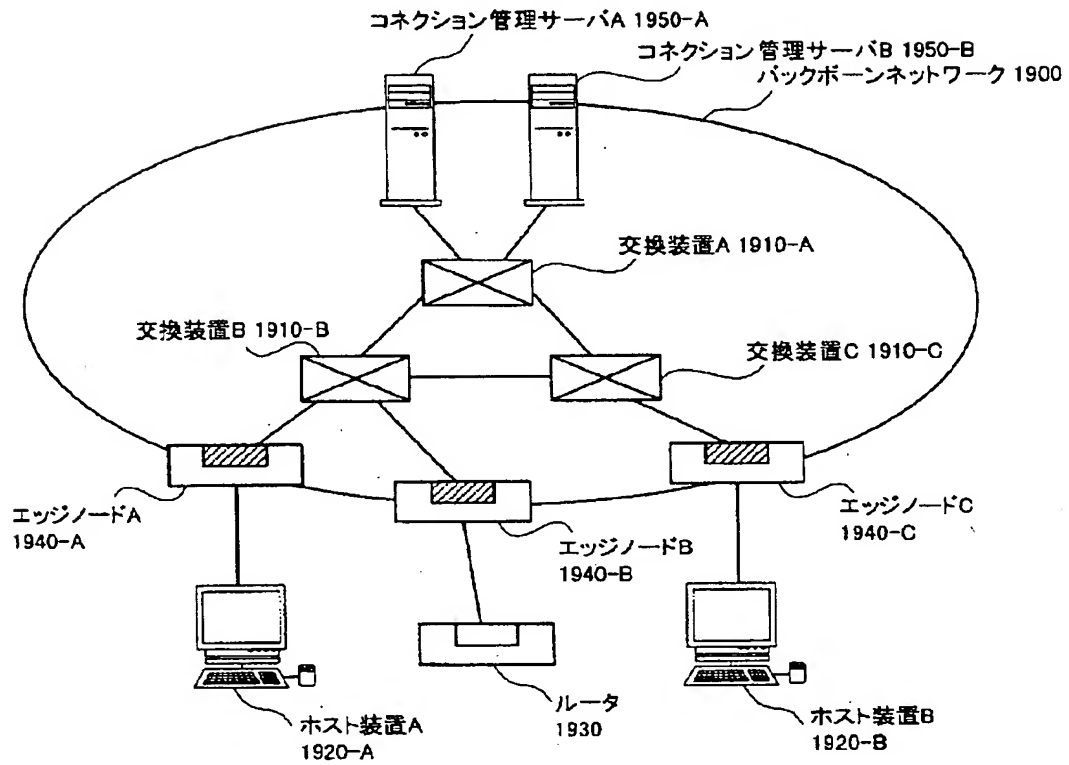 コネクション管理サーバA 1950-A
コネクション管理サーバB 1950-B
バックボーンネットワーク 1900
交換装置A 1910-A
交換装置B 1910-B
交換装置C 1910-C
エッジノードA
1940-A
エッジノードB
1940-B
エッジノードC
1940-C
ホスト装置A
1920-A
ルータ
1930
ホスト装置B
1920-B